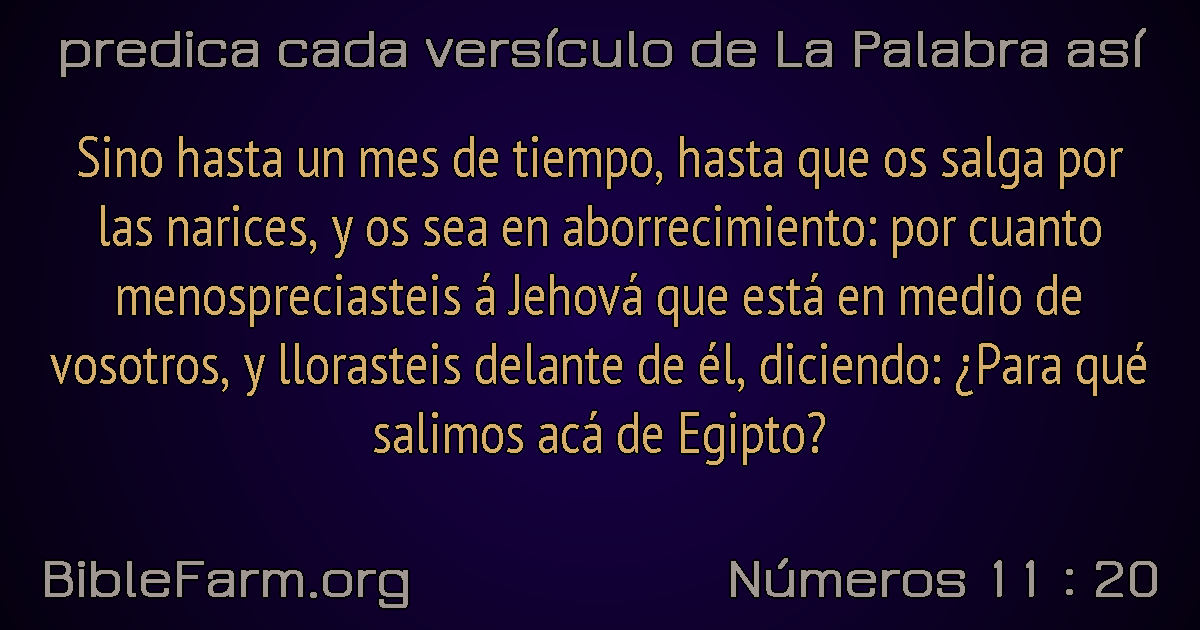 predica cada versículo de La Palabra así
Sino hasta un mes de tiempo, hasta que os salga por
las narices, y os sea en aborrecimiento: por cuanto
menospreciasteis á Jehová que está en medio de
vosotros, y llorasteis delante de él, diciendo: ¿Para qué
salimos acá de Egipto?
BibleFarm.org
Números 11 : 20